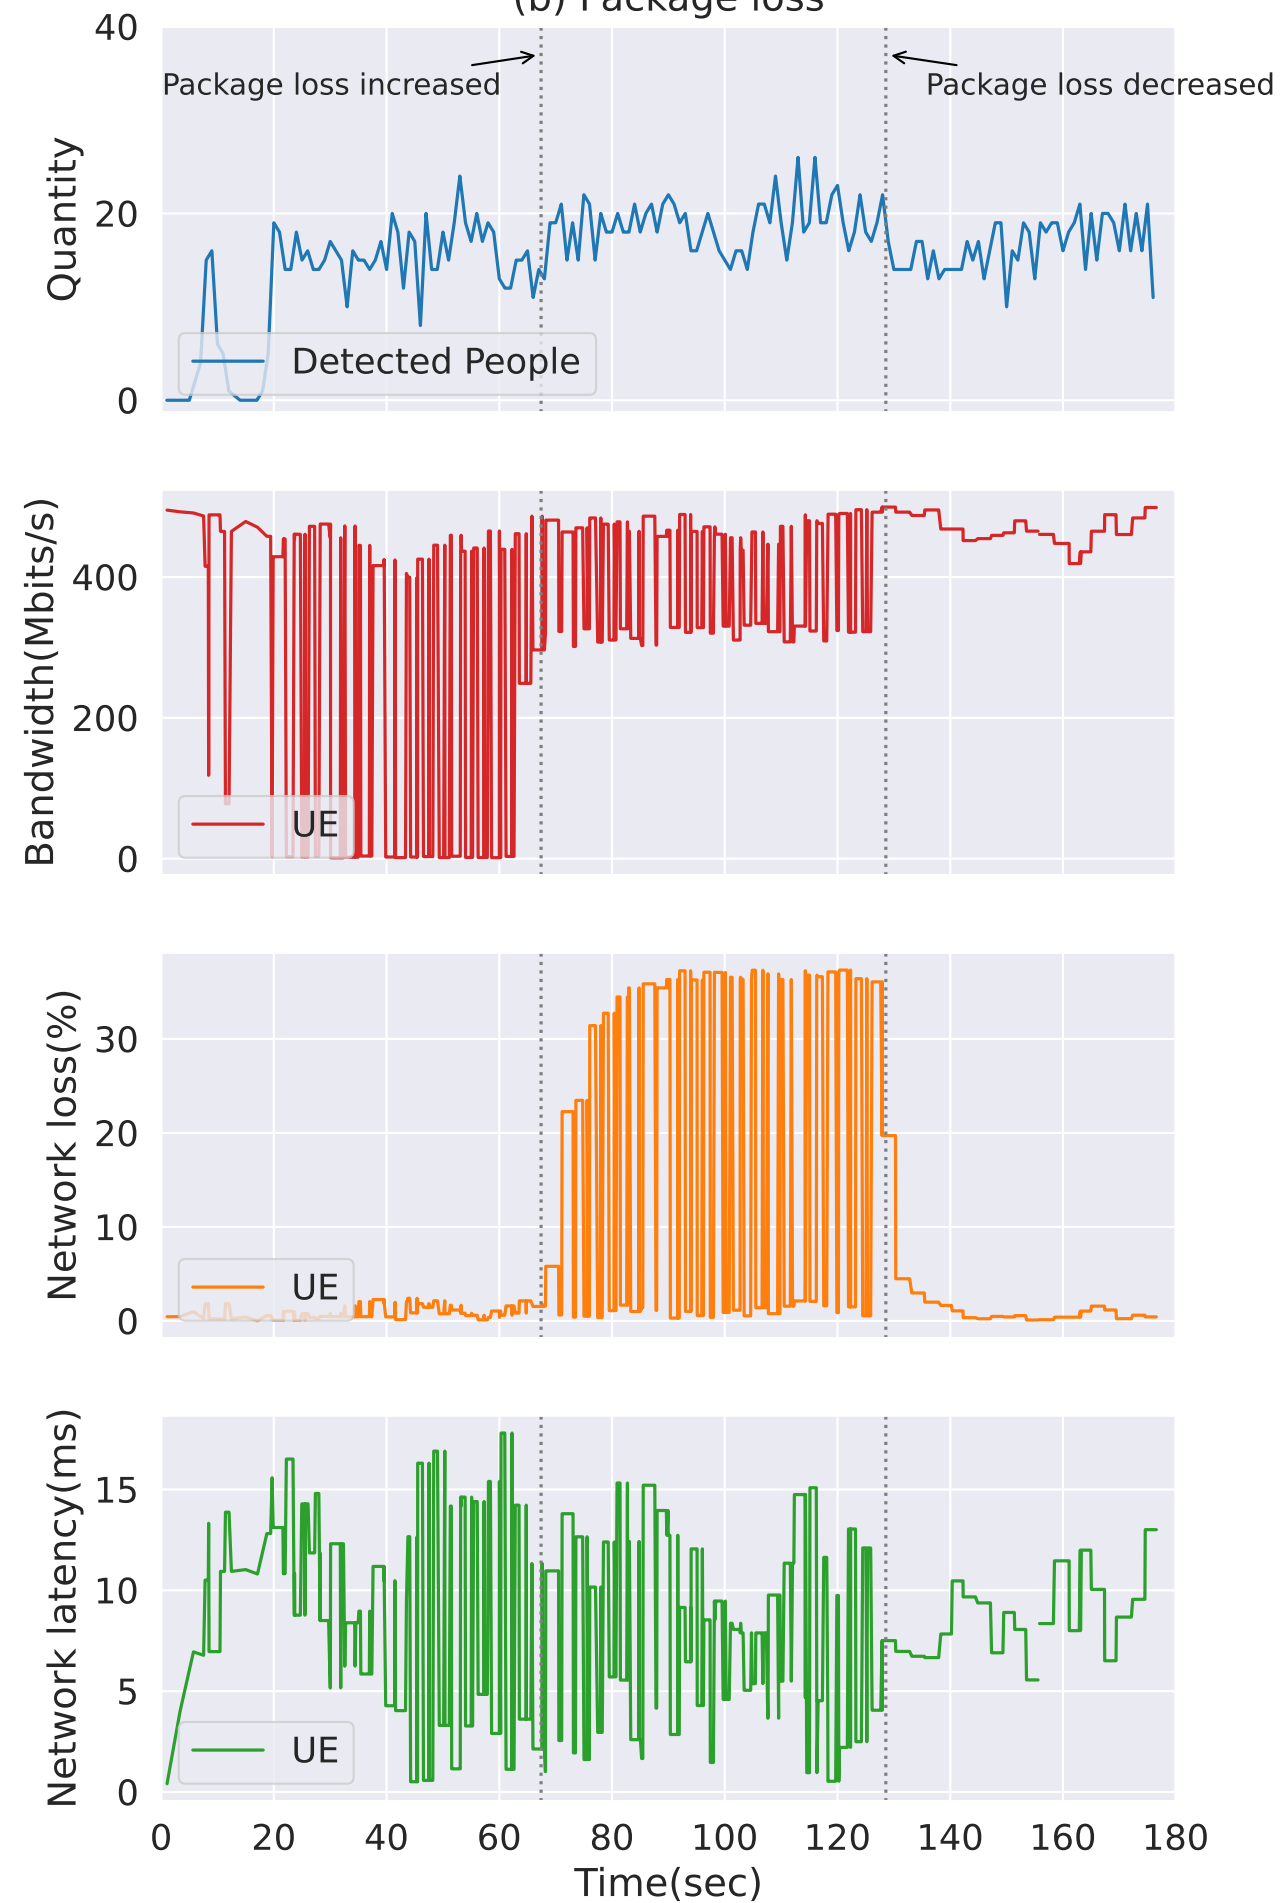 (b) Package loss
40
Package loss increased
Package loss decreased
Quantity
20
Detected People
0
Bandwidth(Mbits/s)
400
200
UE
0
Network loss(%)
30
20
10
UE
0
Network latency(ms)
15
10
5
UE
0
0 20 40 60 80 100 120 140 160 180
Time(sec)